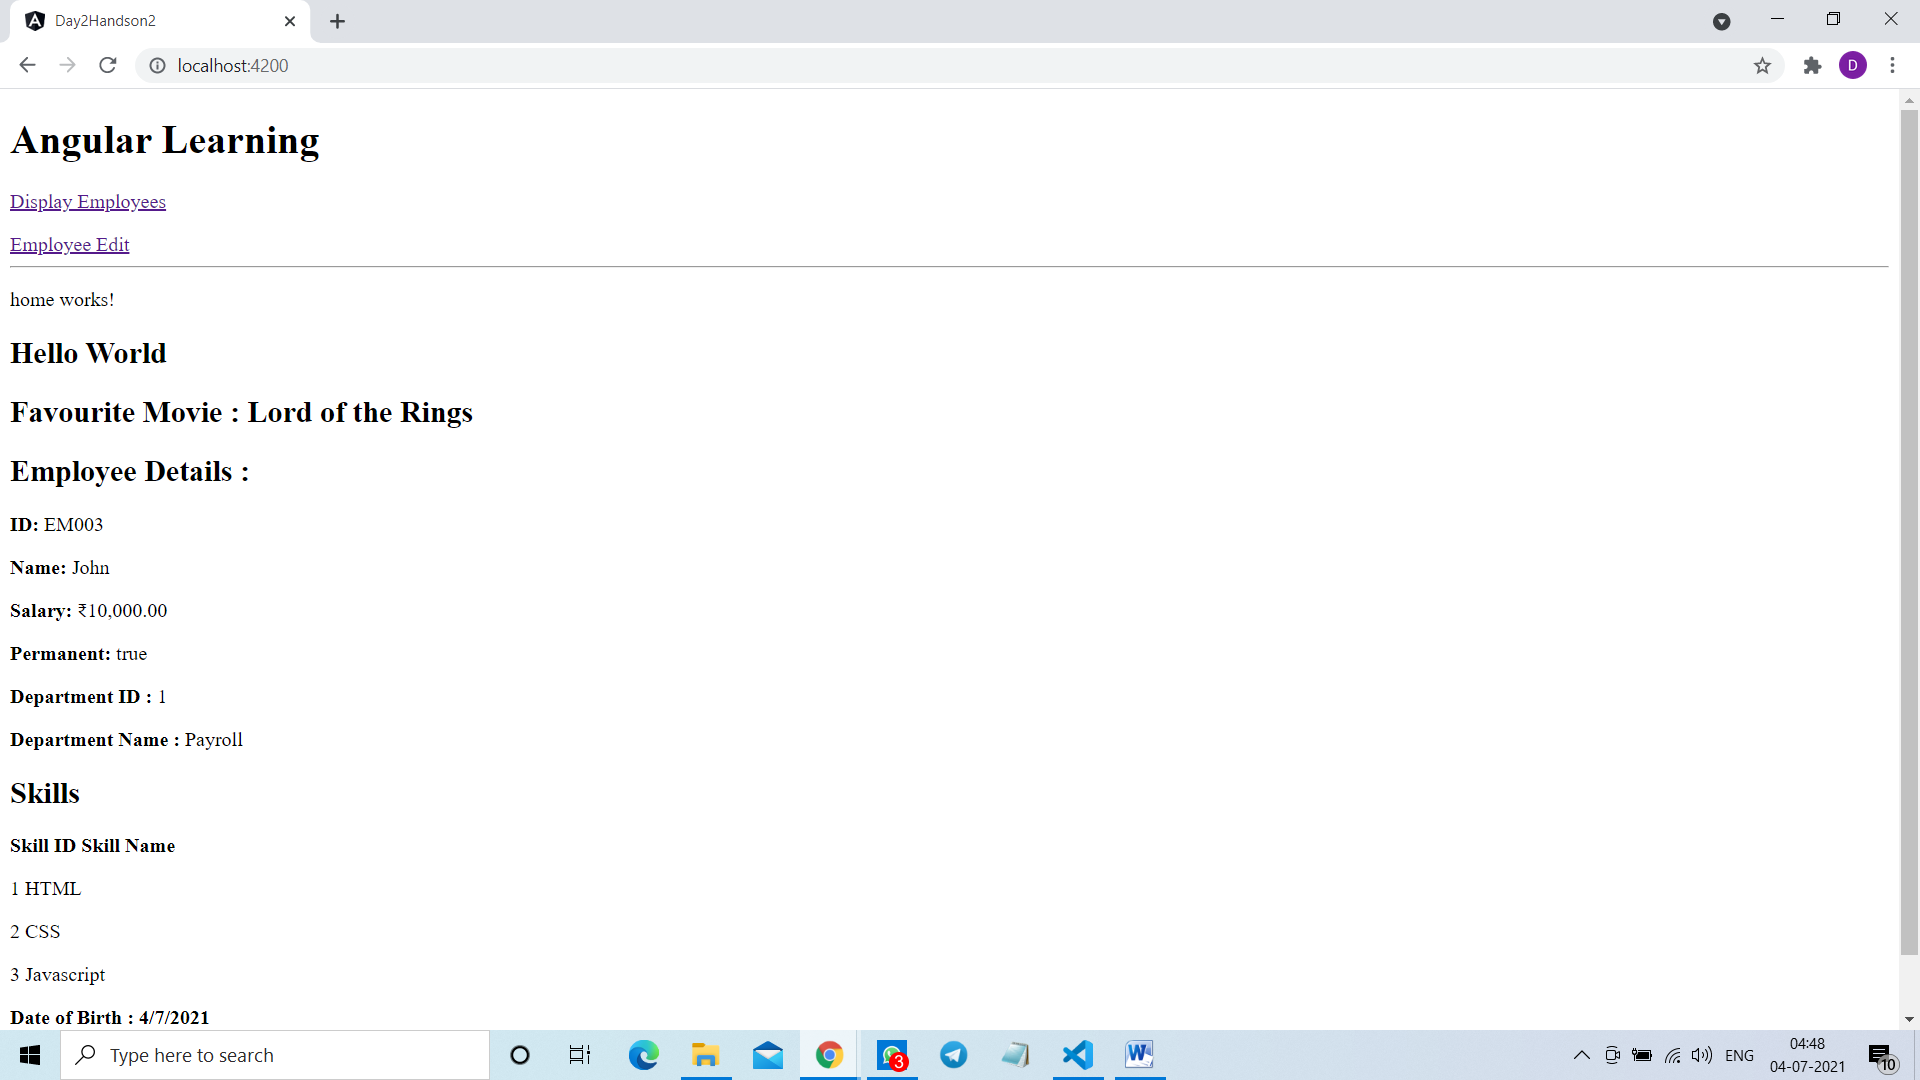 Day2Handson2
localhost:4200
D
Angular Learning
Display Employees
Employee Edit
home works!
Hello World
Favourite Movie : Lord of the Rings
Employee Details :
ID: EM003
Name: John
Salary: ₹10,000.00
Permanent: true
Department ID : 1
Department Name : Payroll
Skills
Skill ID Skill Name
1 HTML
2 CSS
3 Javascript
Date of Birth : 4/7/2021
Type here to search
3
W
ENG
04:48
04-07-2021
10